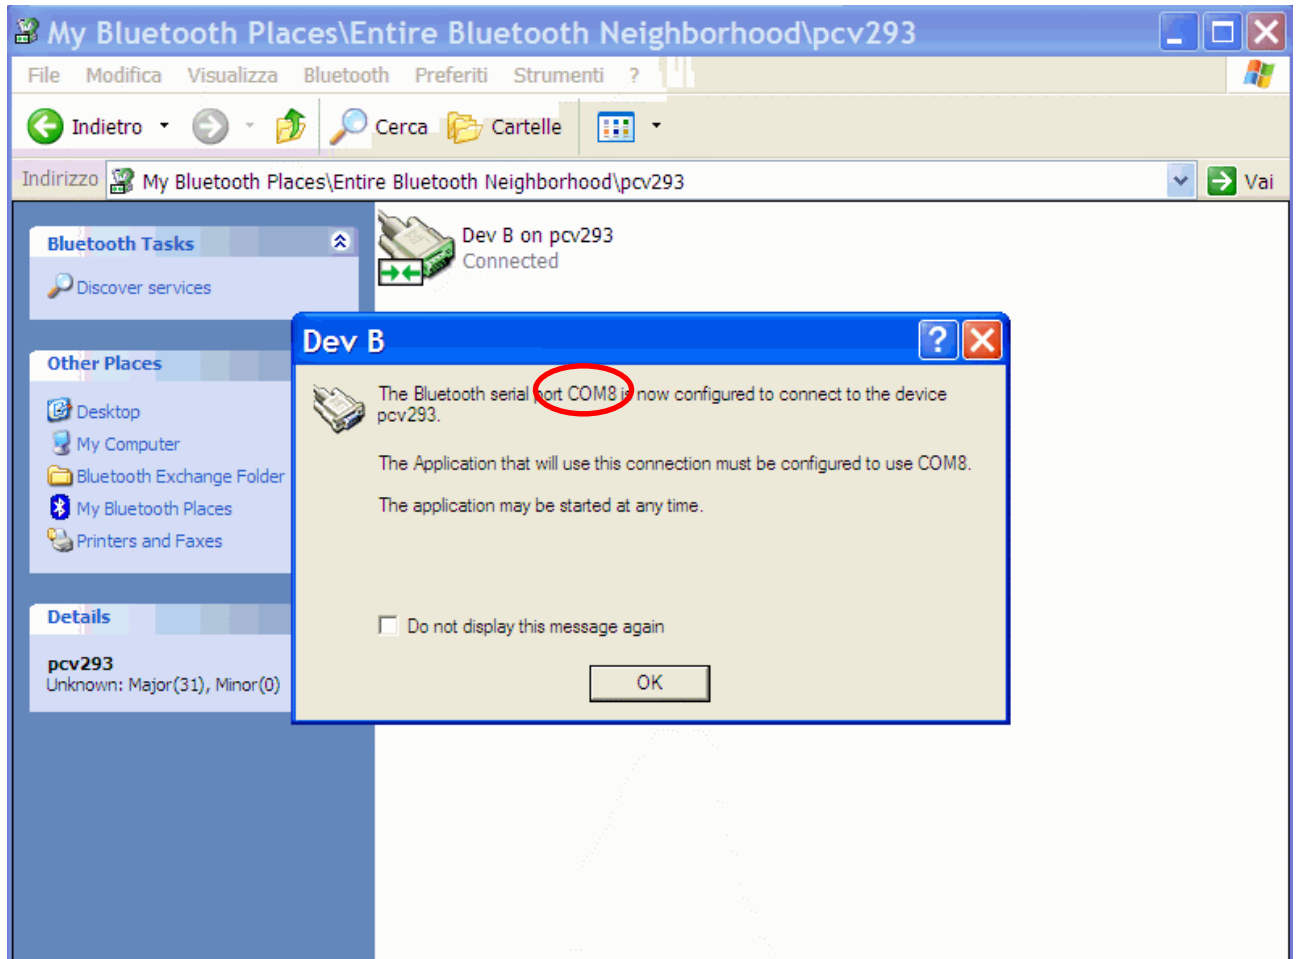 My Bluetooth Places\Entire Bluetooth Neighborhood\pcv293
File Modifica Visualizza Bluetooth Preferiti Strumenti ?
Indietro Cerca Cartelle
Indirizzo My Bluetooth Places\Entire Bluetooth Neighborhood\pcv293 Vai
Bluetooth Tasks
Discover services
Other Places
Desktop
My Computer
Bluetooth Exchange Folder
My Bluetooth Places
Printers and Faxes
Details
pcv293
Unknown: Major(31), Minor(0)
Dev B on pcv293
Connected
Dev B
The Bluetooth serial port COM8 is now configured to connect to the device
pcv293.
The Application that will use this connection must be configured to use COM8.
The application may be started at any time.
Do not display this message again
OK